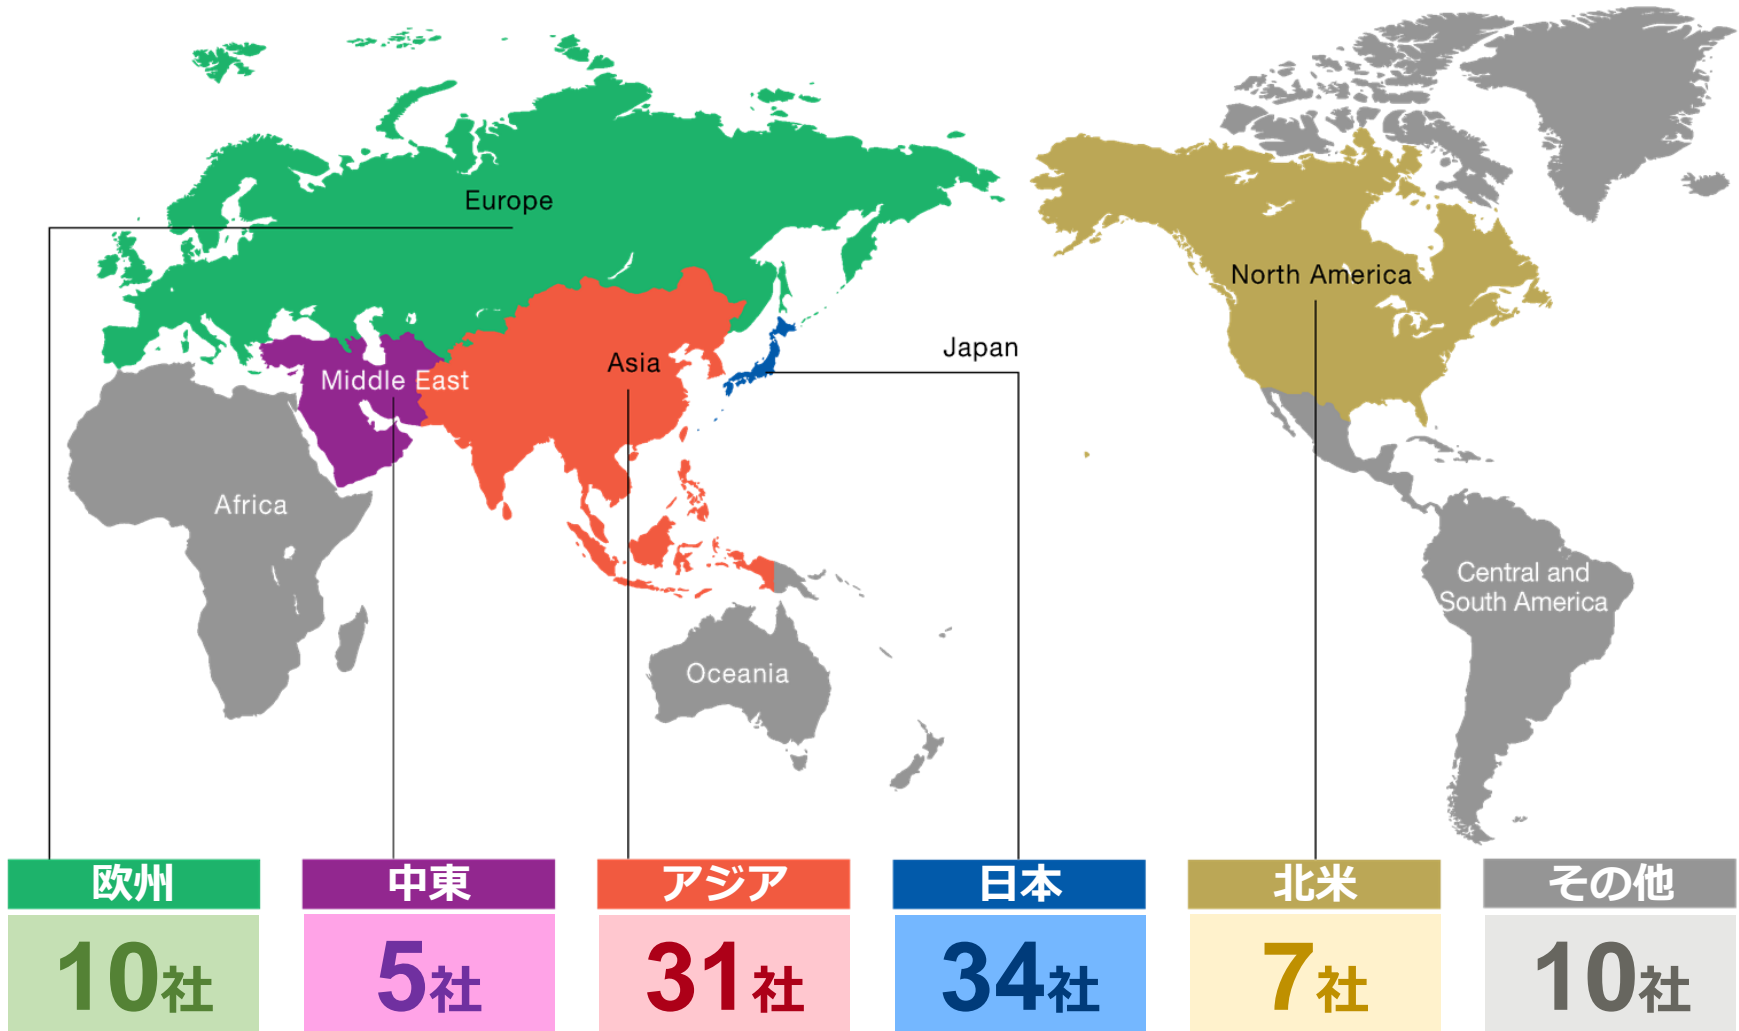 Europe
North America
Japan
Asia
Middle East
Africa
Central and
South America
Oceania
欧州
中東
アジア
日本
北米
その他
10社
5社
31社
34社
7社
10社